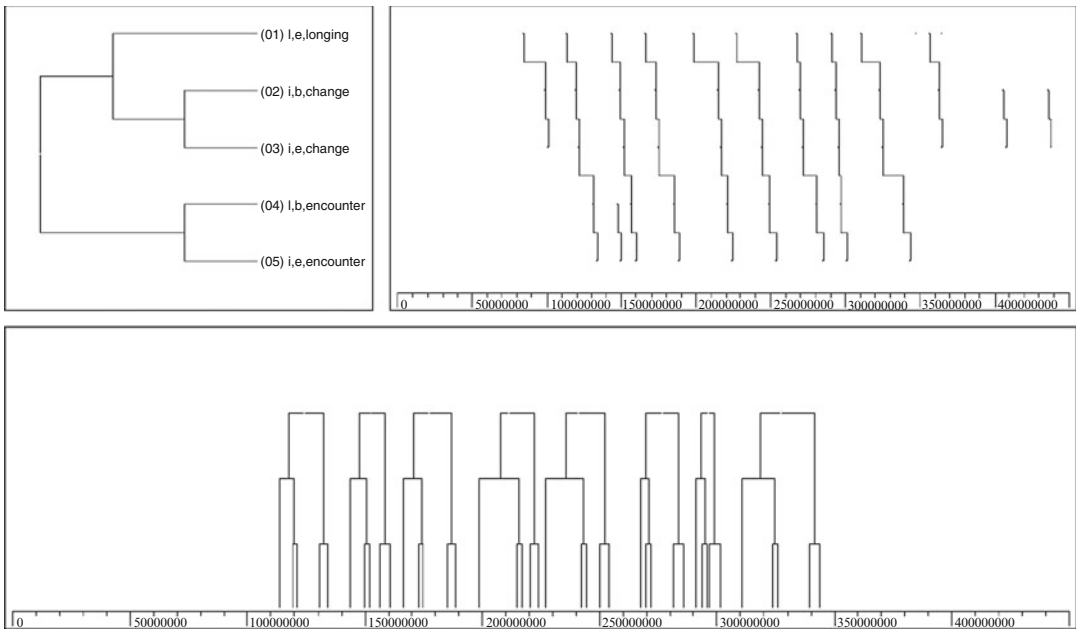 (01) l,e,longing
(02) i,b,change
(03) i,e,change
(04) l,b,encounter
(05) i,e,encounter
0 50000000 100000000 150000000 200000000 250000000 300000000 350000000 400000000
0 50000000 100000000 150000000 200000000 250000000 300000000 350000000 400000000